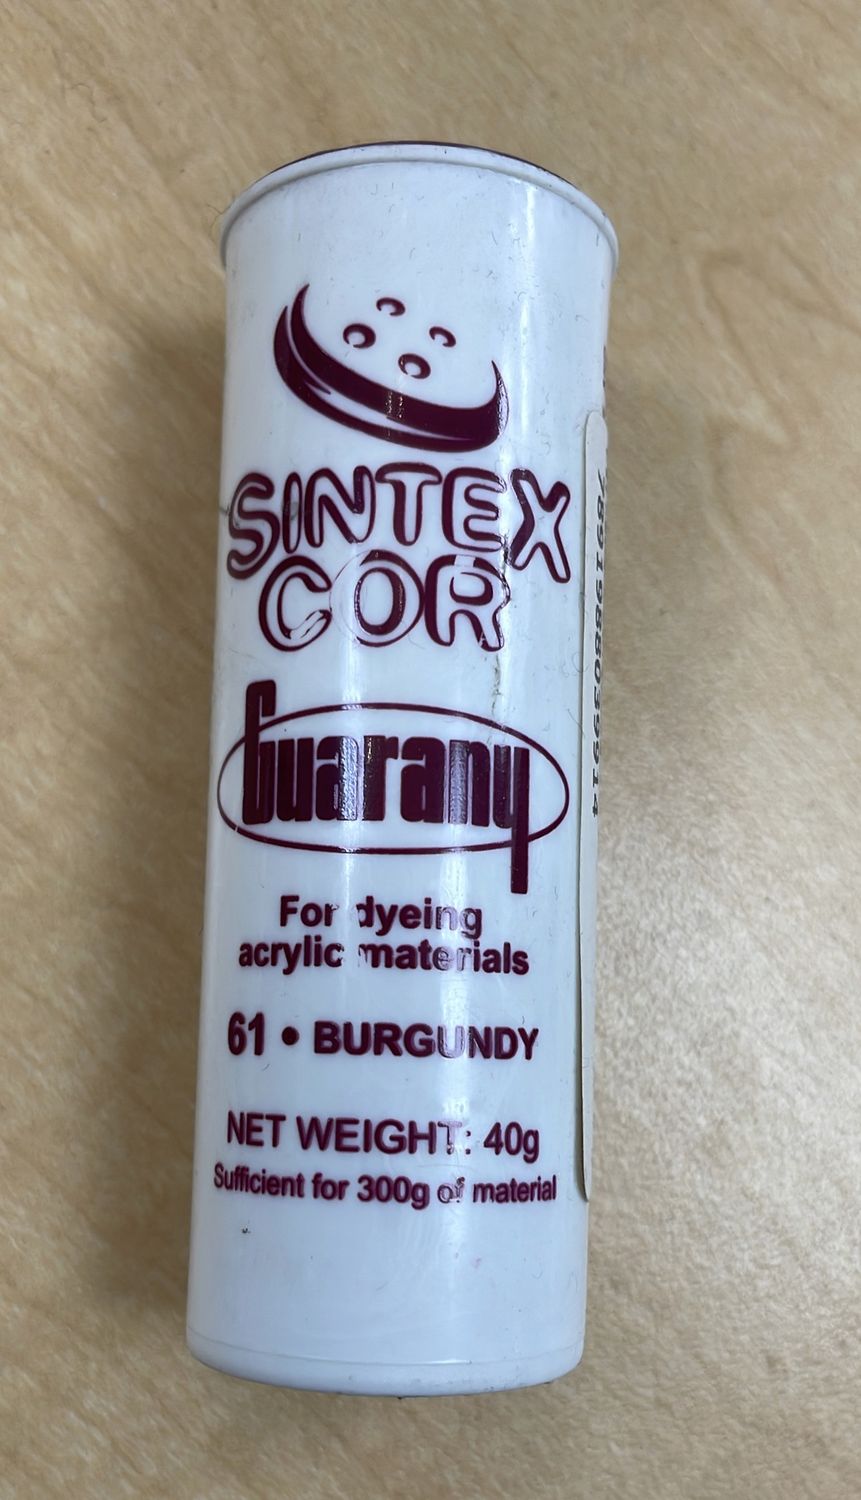 SINTEX
COR
Guarany
For dyeing
acrylic materials
61 • BURGUNDY
NET WEIGHT: 40g
Sufficient for 300g of material